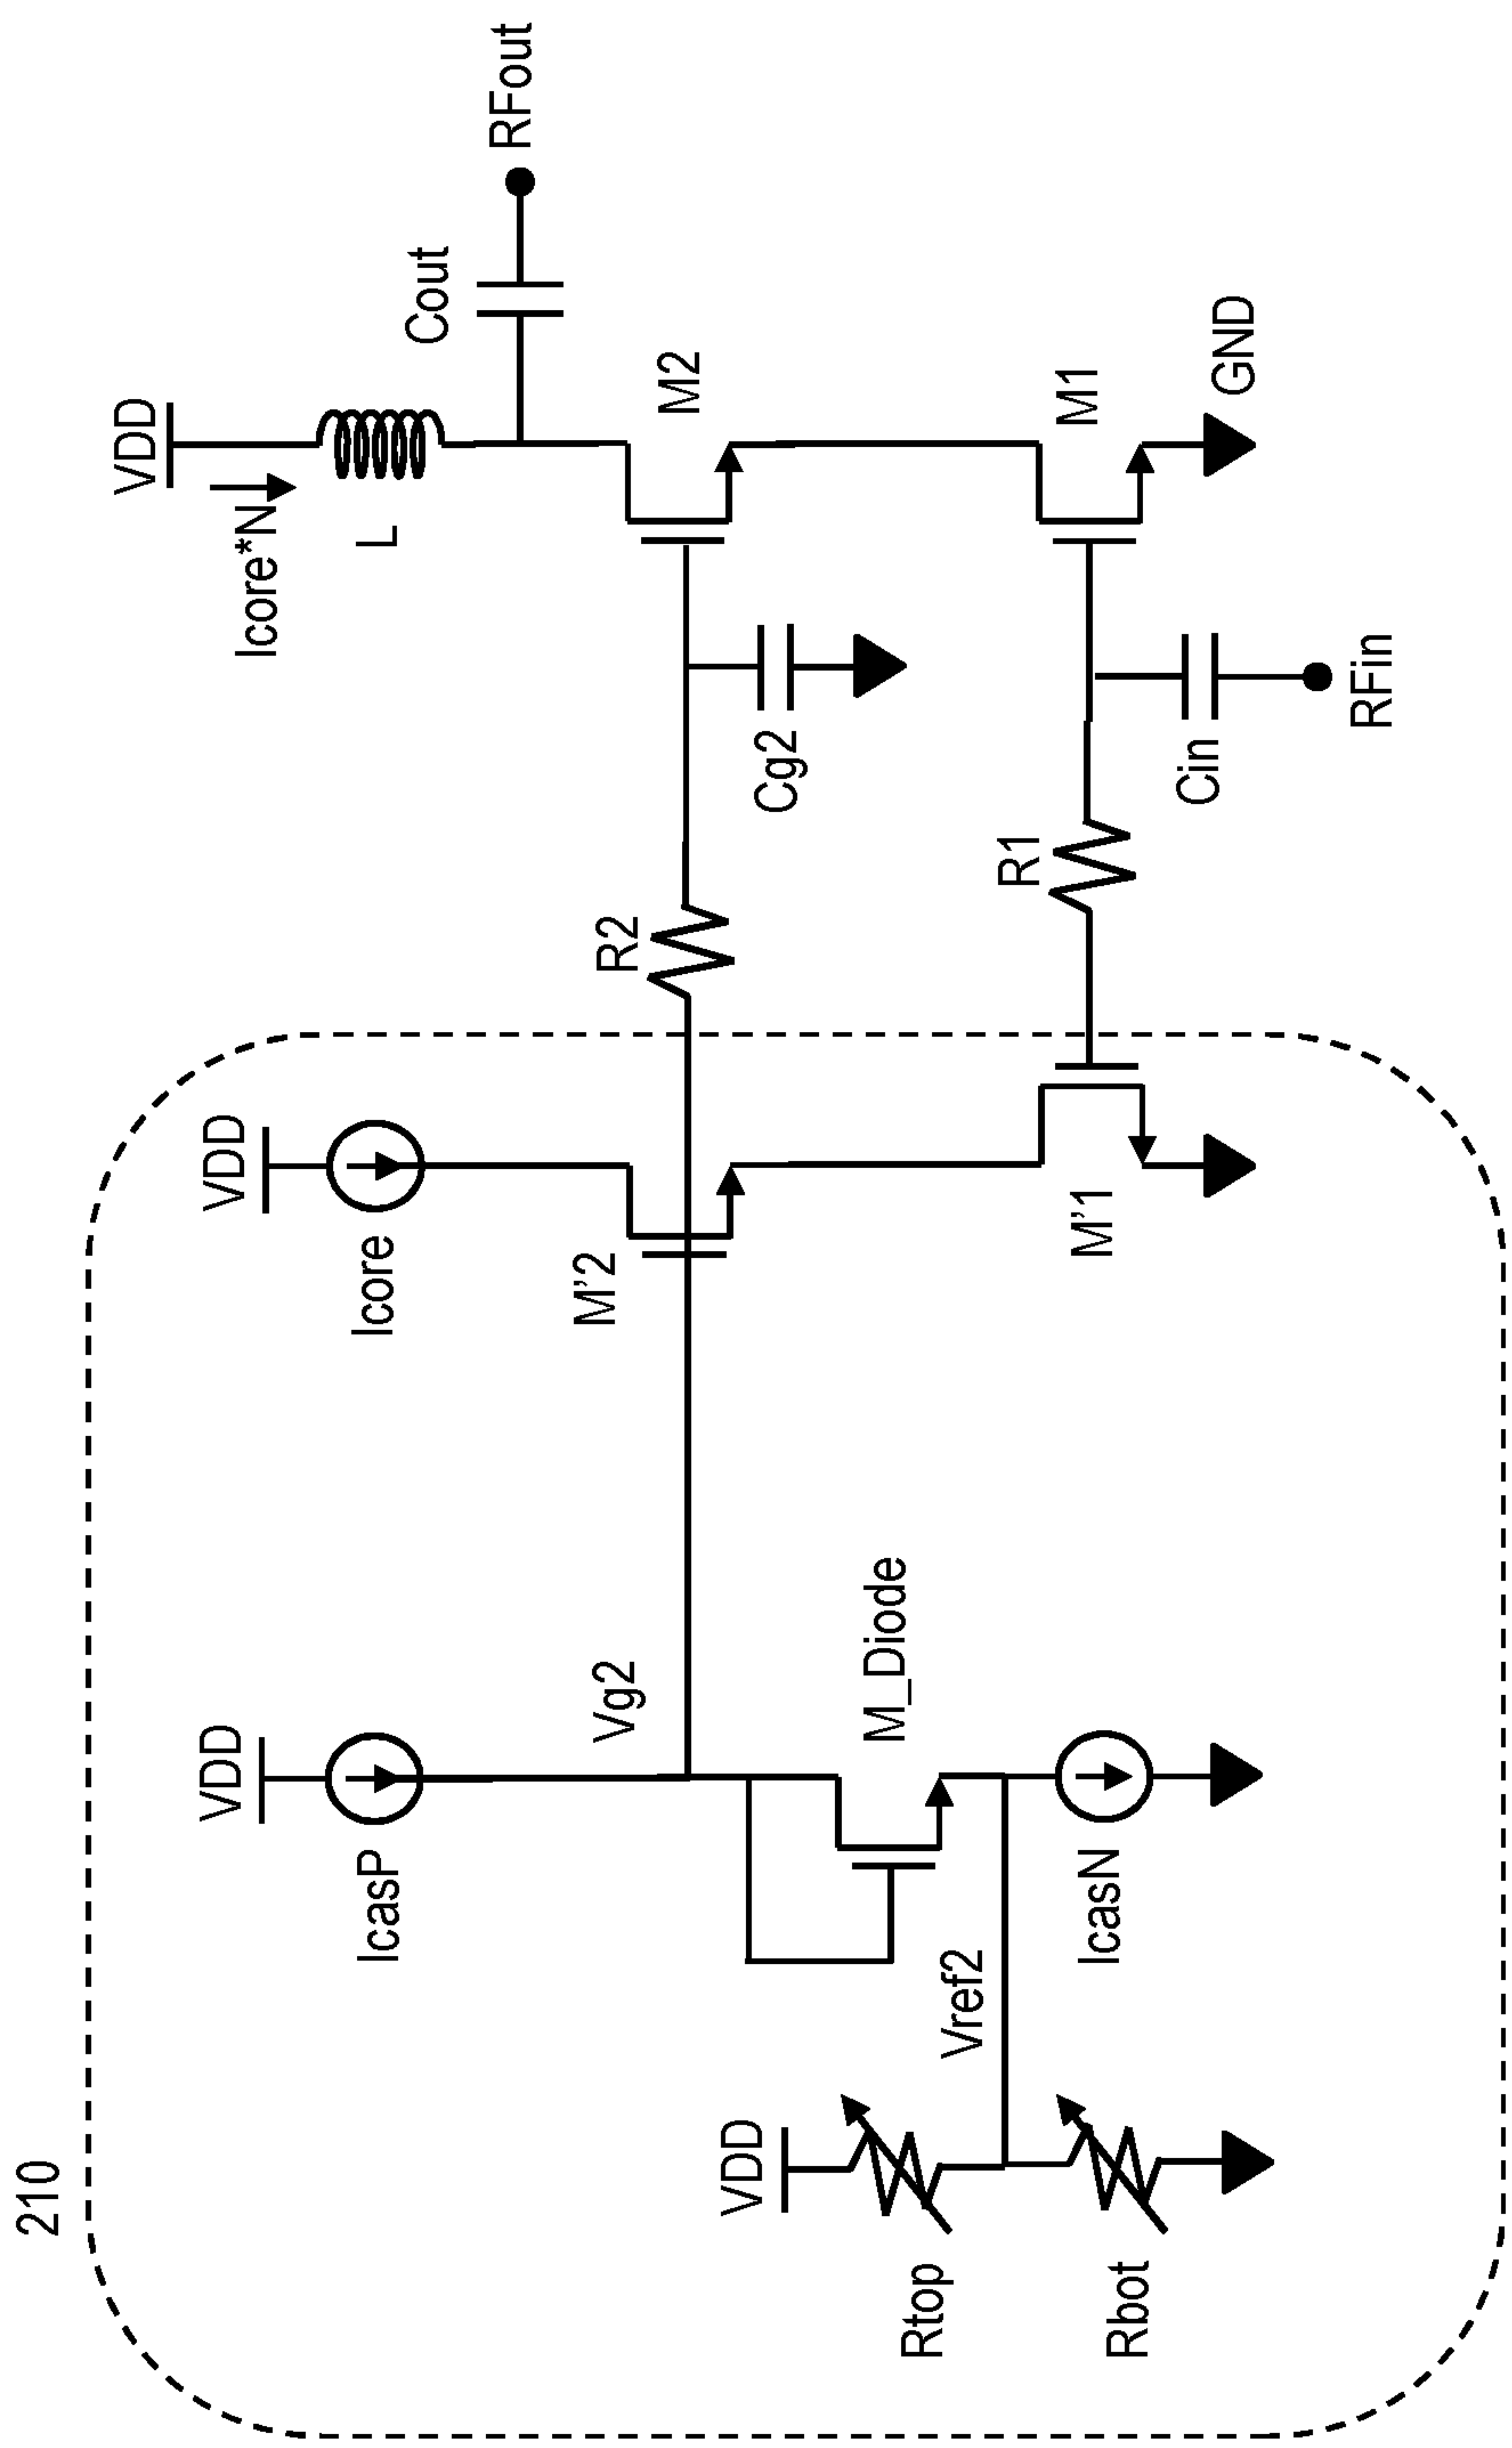 210
VDD
Icore*N
L
Cout
RFout
M2
Cg2
R2
M1
GND
R1
Cin
RFin
VDD
Icore
M'2
M'1
VDD
IcasP
Vg2
M_Diode
Vref2
IcasN
VDD
Rtop
Rbot